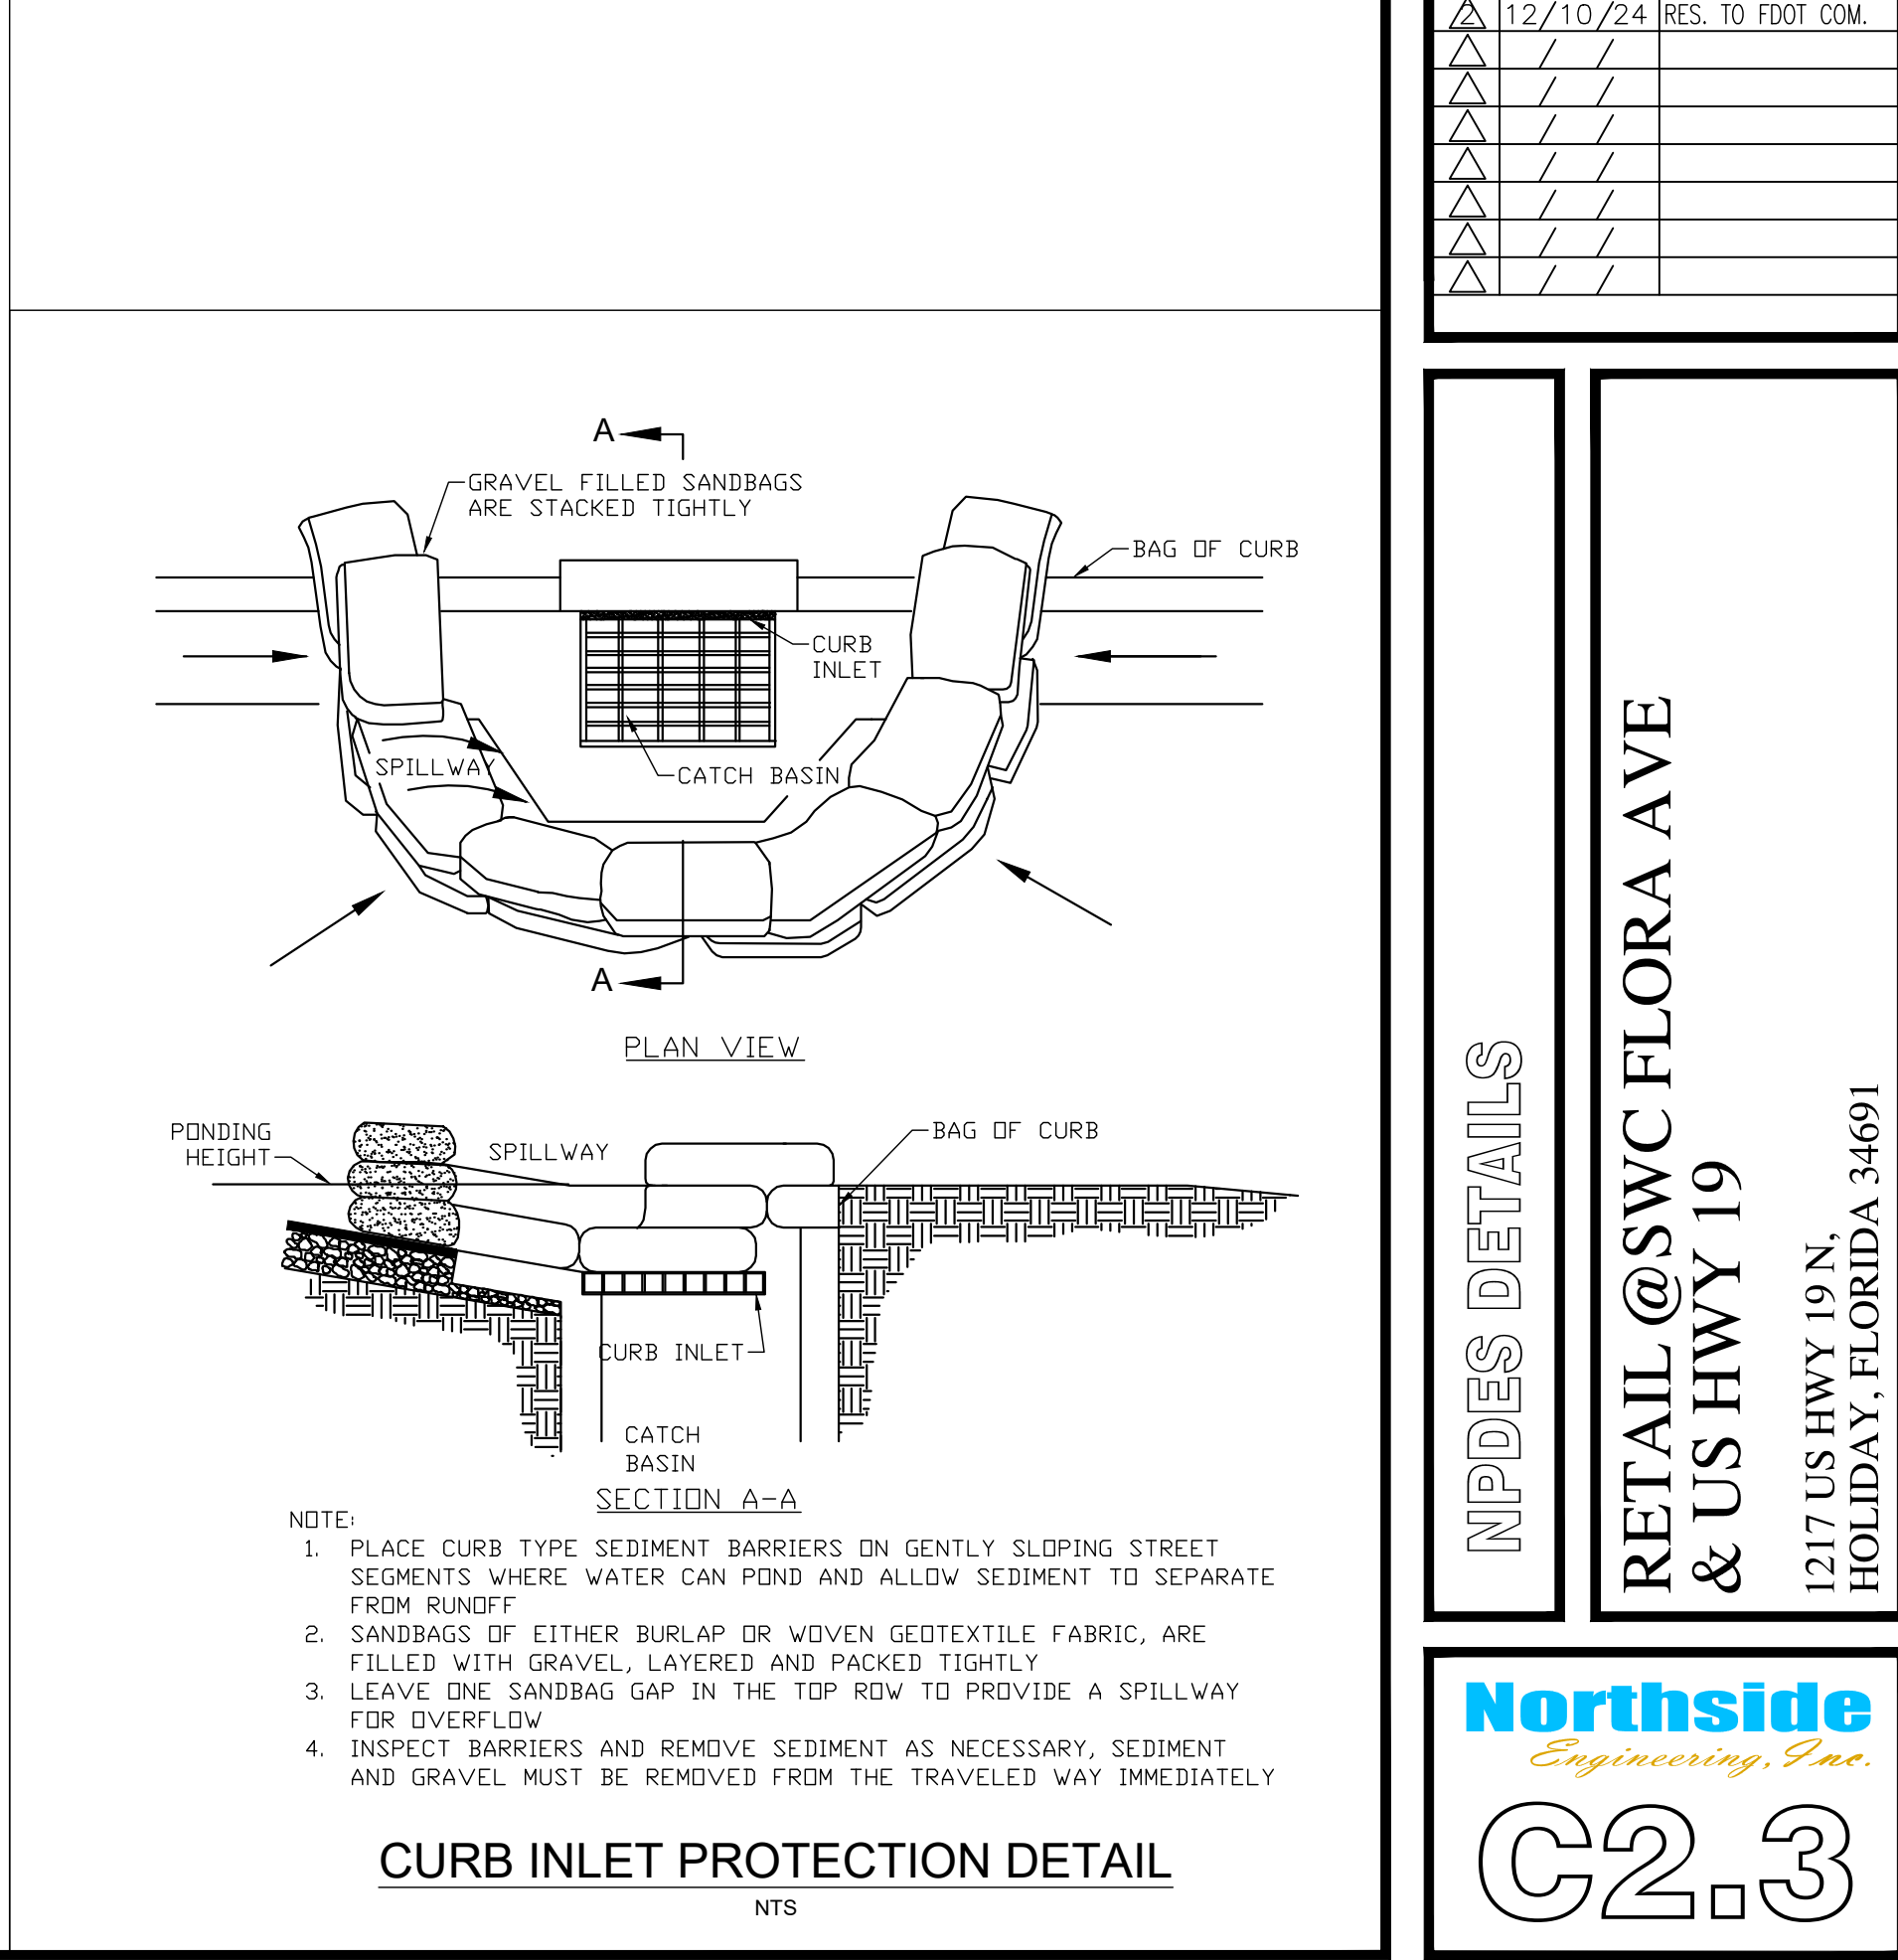 2 12/10/24 RES. TO FDOT COM.
A
GRAVEL FILLED SANDBAGS
ARE STACKED TIGHTLY
BAG OF CURB
CURB
INLET
SPILLWAY
CATCH BASIN
A
PLAN VIEW
PONDING
HEIGHT
SPILLWAY
BAG OF CURB
CURB INLET
CATCH
BASIN
SECTION A-A
NOTE:
1. PLACE CURB TYPE SEDIMENT BARRIERS ON GENTLY SLOPING STREET
SEGMENTS WHERE WATER CAN POND AND ALLOW SEDIMENT TO SEPARATE
FROM RUNOFF
2. SANDBAGS OF EITHER BURLAP OR WOVEN GEOTEXTILE FABRIC, ARE
FILLED WITH GRAVEL, LAYERED AND PACKED TIGHTLY
3. LEAVE ONE SANDBAG GAP IN THE TOP ROW TO PROVIDE A SPILLWAY
FOR OVERFLOW
4. INSPECT BARRIERS AND REMOVE SEDIMENT AS NECESSARY, SEDIMENT
AND GRAVEL MUST BE REMOVED FROM THE TRAVELED WAY IMMEDIATELY
CURB INLET PROTECTION DETAIL
NTS
NPDES DETAILS
RETAIL @SWC FLORA AVE
& US HWY 19
1217 US HWY 19 N,
HOLIDAY, FLORIDA 34691
Northside
Engineering, Inc.
C2.3